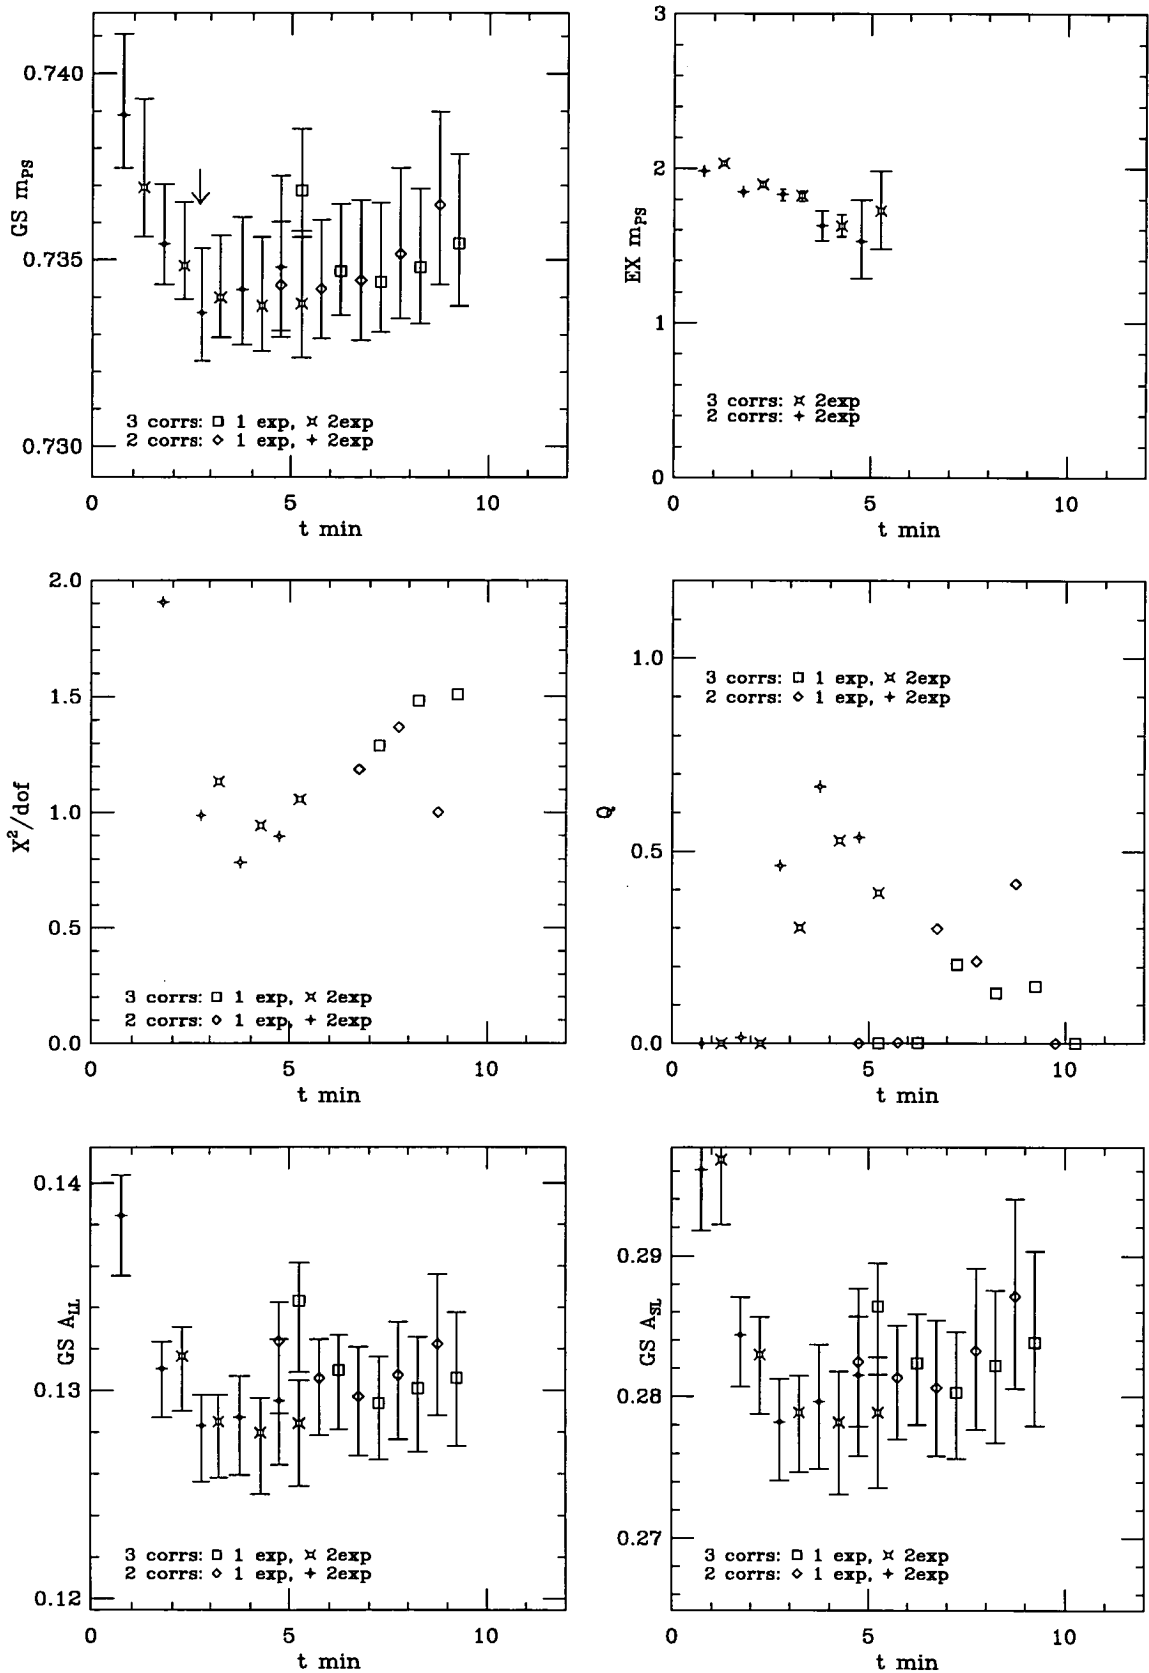 0.740
0.735
0.730
GS mPS
3 corrs: □ 1 exp, ¤ 2exp
2 corrs: ◇ 1 exp, + 2exp
0 5 10
t min
3
2
1
0
EX mPS
3 corrs: ¤ 2exp
2 corrs: + 2exp
0 5 10
t min
2.0
1.5
1.0
0.5
0.0
X²/dof
3 corrs: □ 1 exp, ¤ 2exp
2 corrs: ◇ 1 exp, + 2exp
0 5 10
t min
1.0
0.5
0.0
Q
3 corrs: □ 1 exp, ¤ 2exp
2 corrs: ◇ 1 exp, + 2exp
0 5 10
t min
0.14
0.13
0.12
GS ALL
3 corrs: □ 1 exp, ¤ 2exp
2 corrs: ◇ 1 exp, + 2exp
0 5 10
t min
0.29
0.28
0.27
GS ASL
3 corrs: □ 1 exp, ¤ 2exp
2 corrs: ◇ 1 exp, + 2exp
0 5 10
t min